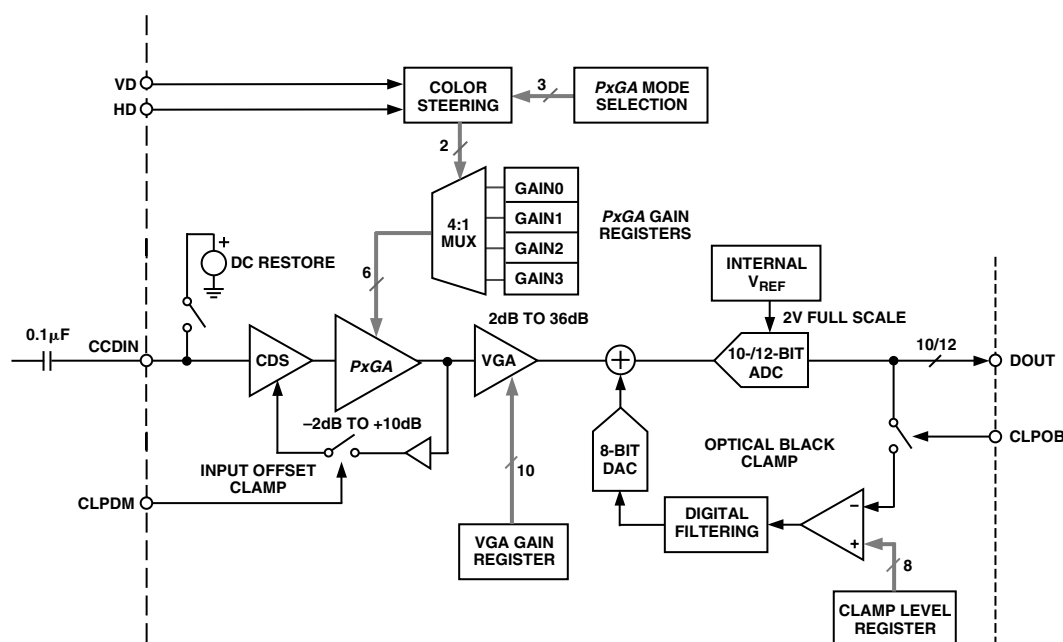 VD
HD
COLOR
STEERING
3
PxGA MODE
SELECTION
2
4:1
MUX
GAIN0
GAIN1
GAIN2
GAIN3
PxGA GAIN
REGISTERS
+
DC RESTORE
6
INTERNAL
VREF
2V FULL SCALE
2dB TO 36dB
0.1μF
CCDIN
CDS
PxGA
VGA
+
10-/12-BIT
ADC
10/12
DOUT
–2dB TO +10dB
INPUT OFFSET
CLAMP
CLPDM
10
VGA GAIN
REGISTER
8-BIT
DAC
OPTICAL BLACK
CLAMP
CLPOB
DIGITAL
FILTERING
–
+
8
CLAMP LEVEL
REGISTER